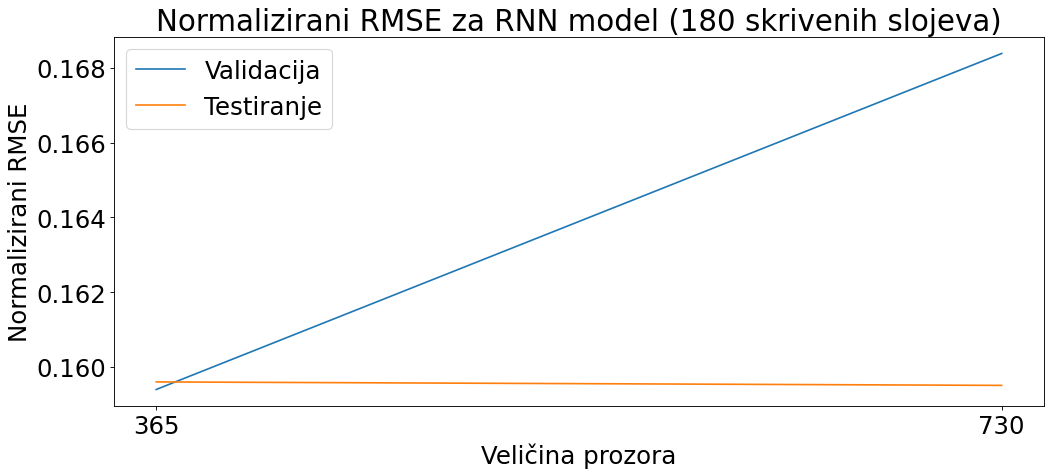 Normalizirani RMSE za RNN model (180 skrivenih slojeva)
Validacija
Testiranje
Normalizirani RMSE
0.168
0.166
0.164
0.162
0.160
365
730
Veličina prozora